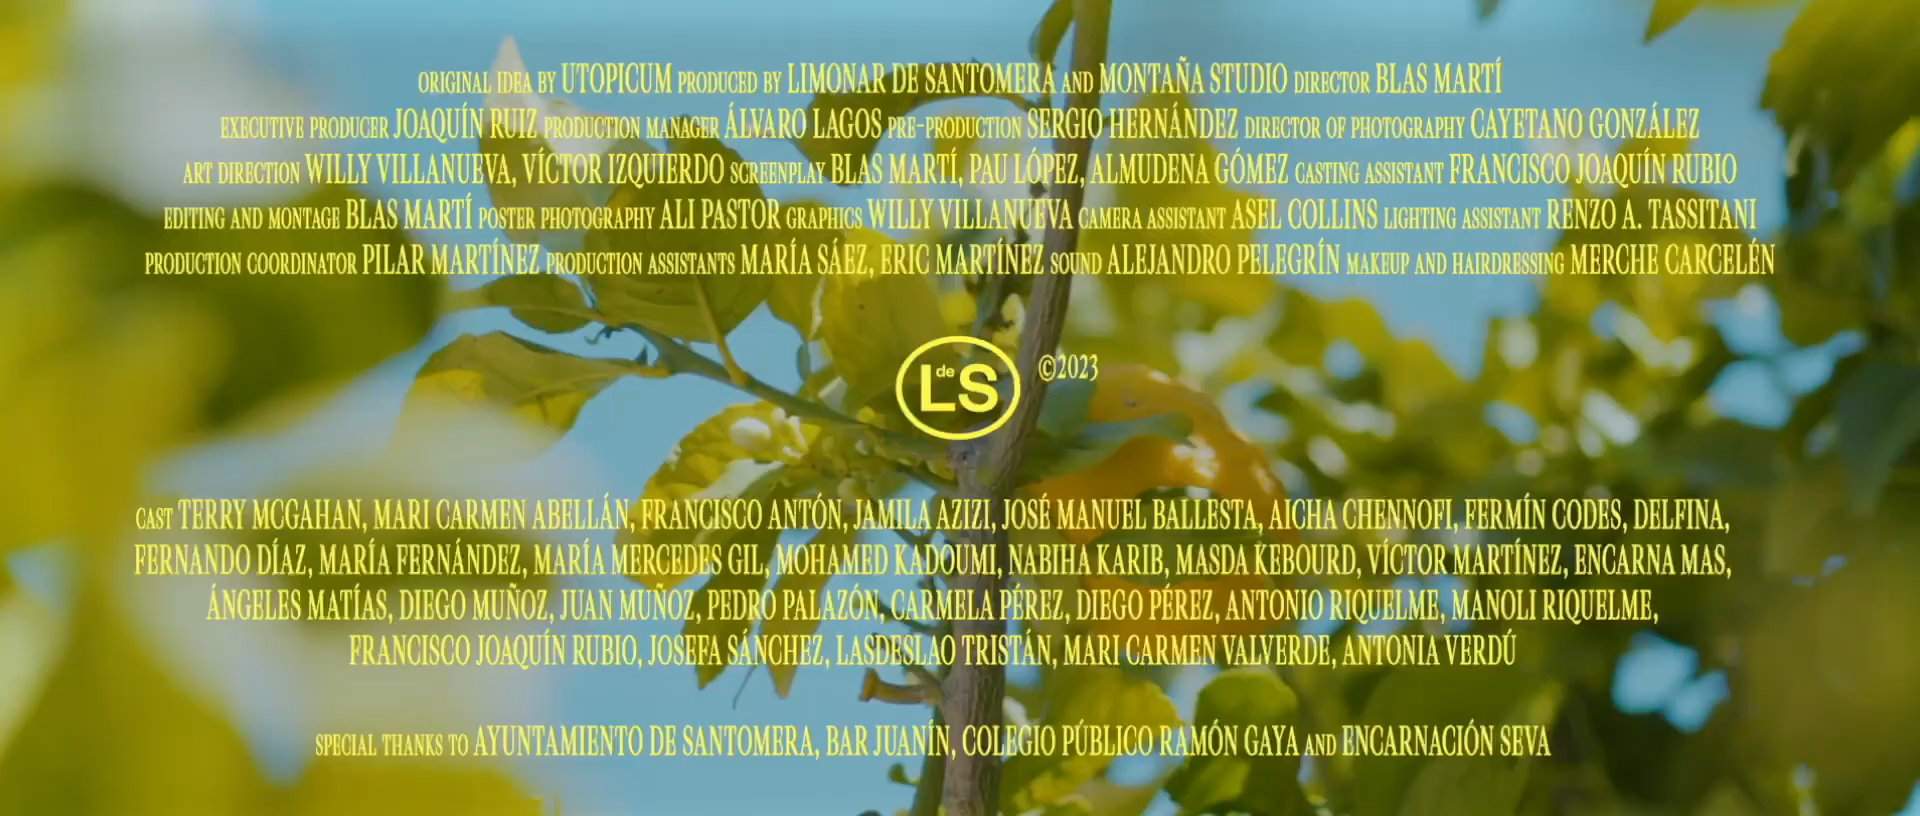 ORIGINAL IDEA BY UTOPICUM PRODUCED BY LIMONAR DE SANTOMERA AND MONTAÑA STUDIO DIRECTOR BLAS MARTÍ
EXECUTIVE PRODUCER JOAQUÍN RUIZ PRODUCTION MANAGER ÁLVARO LAGOS PRE-PRODUCTION SERGIO HERNÁNDEZ DIRECTOR OF PHOTOGRAPHY CAYETANO GONZÁLEZ
ART DIRECTION WILLY VILLANUEVA, VÍCTOR IZQUIERDO SCREENPLAY BLAS MARTÍ, PAU LÓPEZ, ALMUDENA GÓMEZ CASTING ASSISTANT FRANCISCO JOAQUÍN RUBIO
EDITING AND MONTAGE BLAS MARTÍ POSTER PHOTOGRAPHY ALI PASTOR GRAPHICS WILLY VILLANUEVA CAMERA ASSISTANT ASEL COLLINS LIGHTING ASSISTANT RENZO A. TASSITANI
PRODUCTION COORDINATOR PILAR MARTÍNEZ PRODUCTION ASSISTANTS MARÍA SÁEZ, ERIC MARTÍNEZ SOUND ALEJANDRO PELEGRÍN MAKEUP AND HAIRDRESSING MERCHE CARCELÉN
L de S ©2023
CAST TERRY MCGAHAN, MARI CARMEN ABELLÁN, FRANCISCO ANTÓN, JAMILA AZIZI, JOSÉ MANUEL BALLESTA, AICHA CHENNOFI, FERMÍN CODES, DELFINA,
FERNANDO DÍAZ, MARÍA FERNÁNDEZ, MARÍA MERCEDES GIL, MOHAMED KADOUMI, NABIHA KARIB, MASDA KEBOURD, VÍCTOR MARTÍNEZ, ENCARNA MAS,
ÁNGELES MATÍAS, DIEGO MUÑOZ, JUAN MUÑOZ, PEDRO PALAZÓN, CARMELA PÉREZ, DIEGO PÉREZ, ANTONIO RIQUELME, MANOLI RIQUELME,
FRANCISCO JOAQUÍN RUBIO, JOSEFA SÁNCHEZ, LASDESLAO TRISTÁN, MARI CARMEN VALVERDE, ANTONIA VERDÚ
SPECIAL THANKS TO AYUNTAMIENTO DE SANTOMERA, BAR JUANÍN, COLEGIO PÚBLICO RAMÓN GAYA AND ENCARNACIÓN SEVA